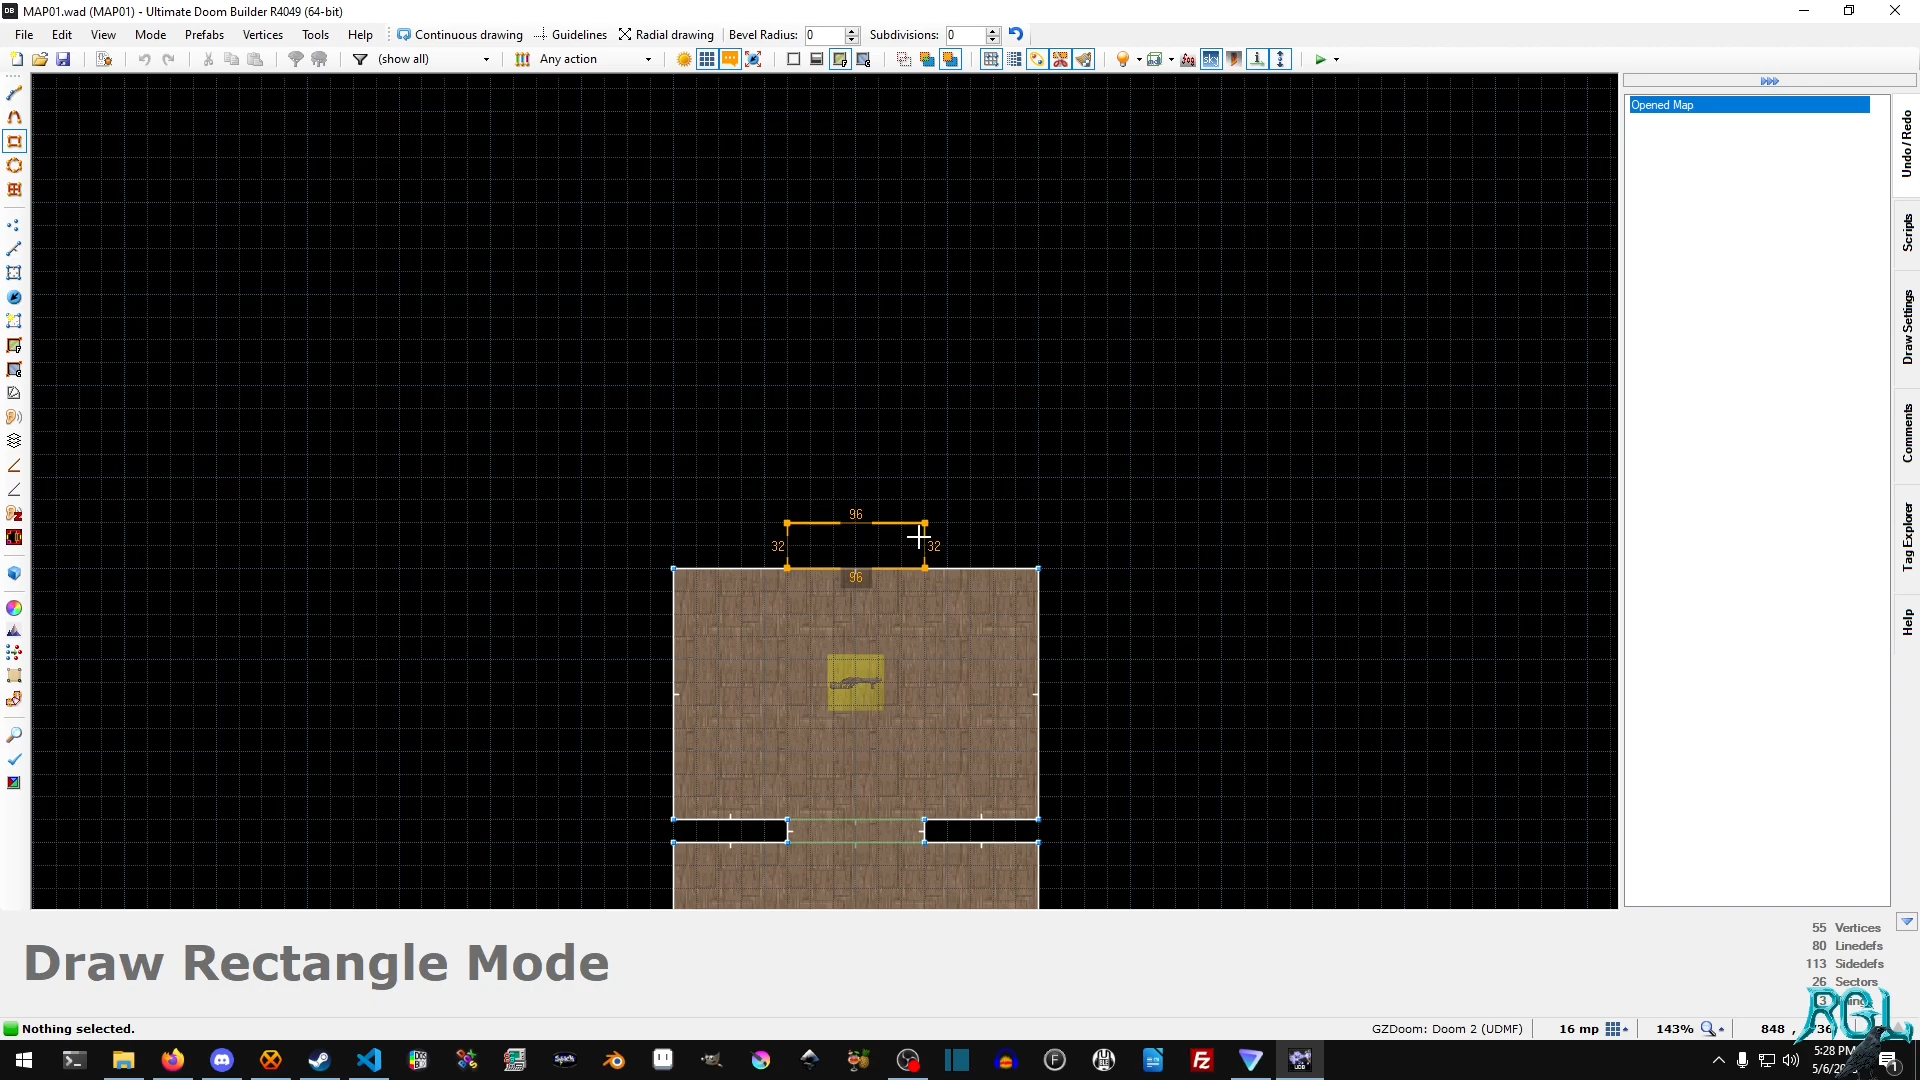 MAP01.wad (MAP01) - Ultimate Doom Builder R4049 (64-bit)
File Edit View Mode Prefabs Vertices Tools Help Continuous drawing Guidelines Radial drawing Bevel Radius: 0 Subdivisions: 0
(show all) Any action
Opened Map
Undo / Redo
Scripts
Draw Settings
Comments
Tag Explorer
Help
96
32
32
96
Draw Rectangle Mode
55 Vertices
80 Linedefs
113 Sidedefs
26 Sectors
3
RGL
Nothing selected.
GZDoom: Doom 2 (UDMF) 16 mp 143% 848 ,
5:28 PM